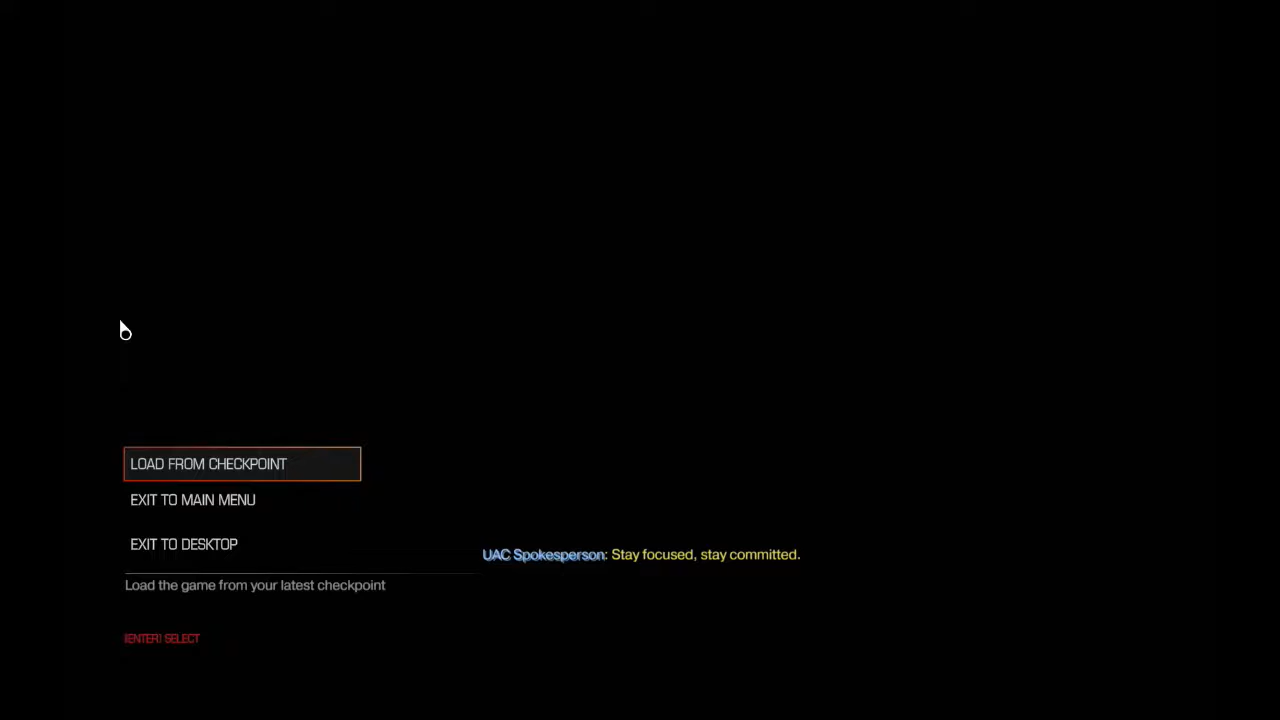 LOAD FROM CHECKPOINT
EXIT TO MAIN MENU
EXIT TO DESKTOP
UAC Spokesperson: Stay focused, stay committed.
Load the game from your latest checkpoint
[ENTER] SELECT